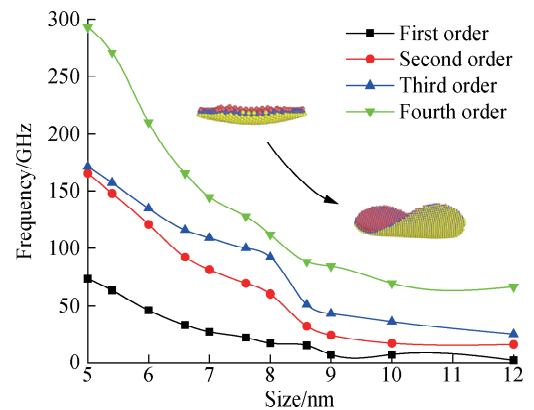 300
250
200
150
100
50
0
Frequency/GHz
First order
Second order
Third order
Fourth order
5 6 7 8 9 10 11 12
Size/nm